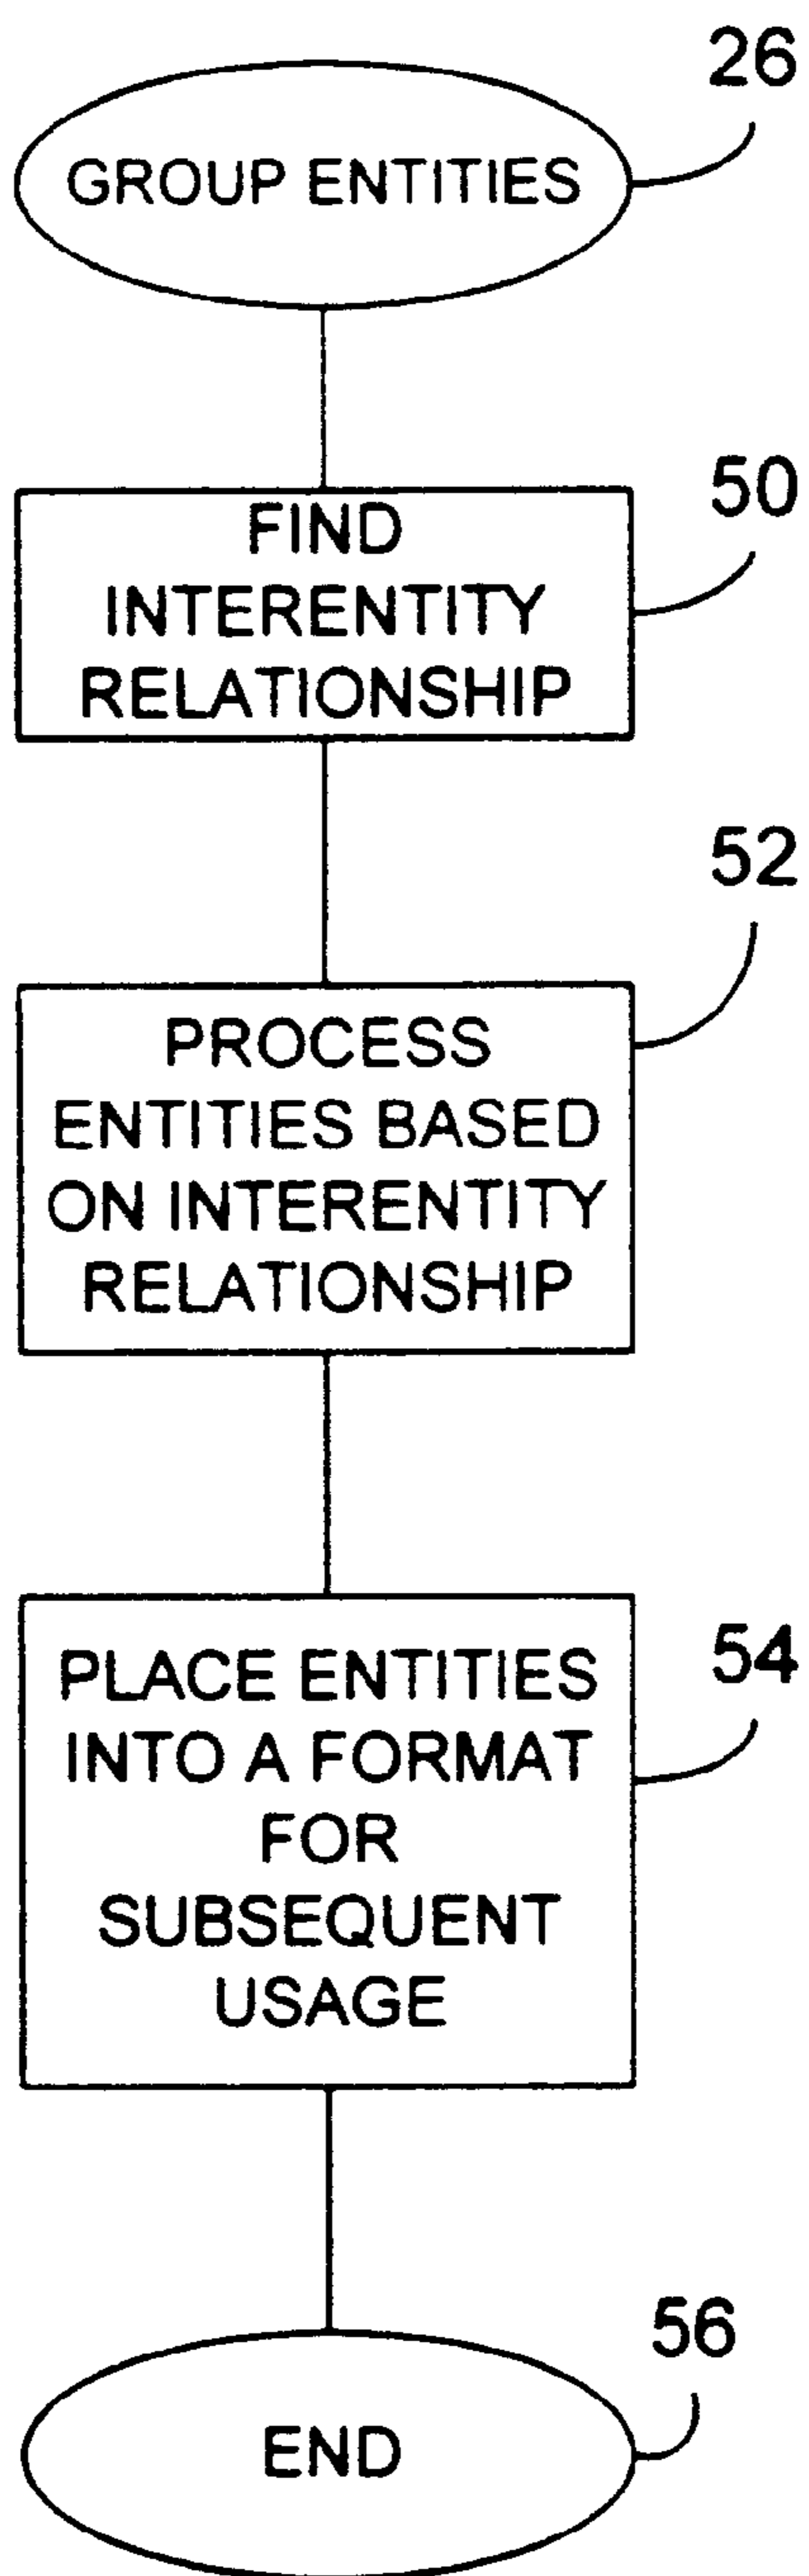 26
GROUP ENTITIES
50
FIND
INTERENTITY
RELATIONSHIP
52
PROCESS
ENTITIES BASED
ON INTERENTITY
RELATIONSHIP
54
PLACE ENTITIES
INTO A FORMAT
FOR
SUBSEQUENT
USAGE
56
END